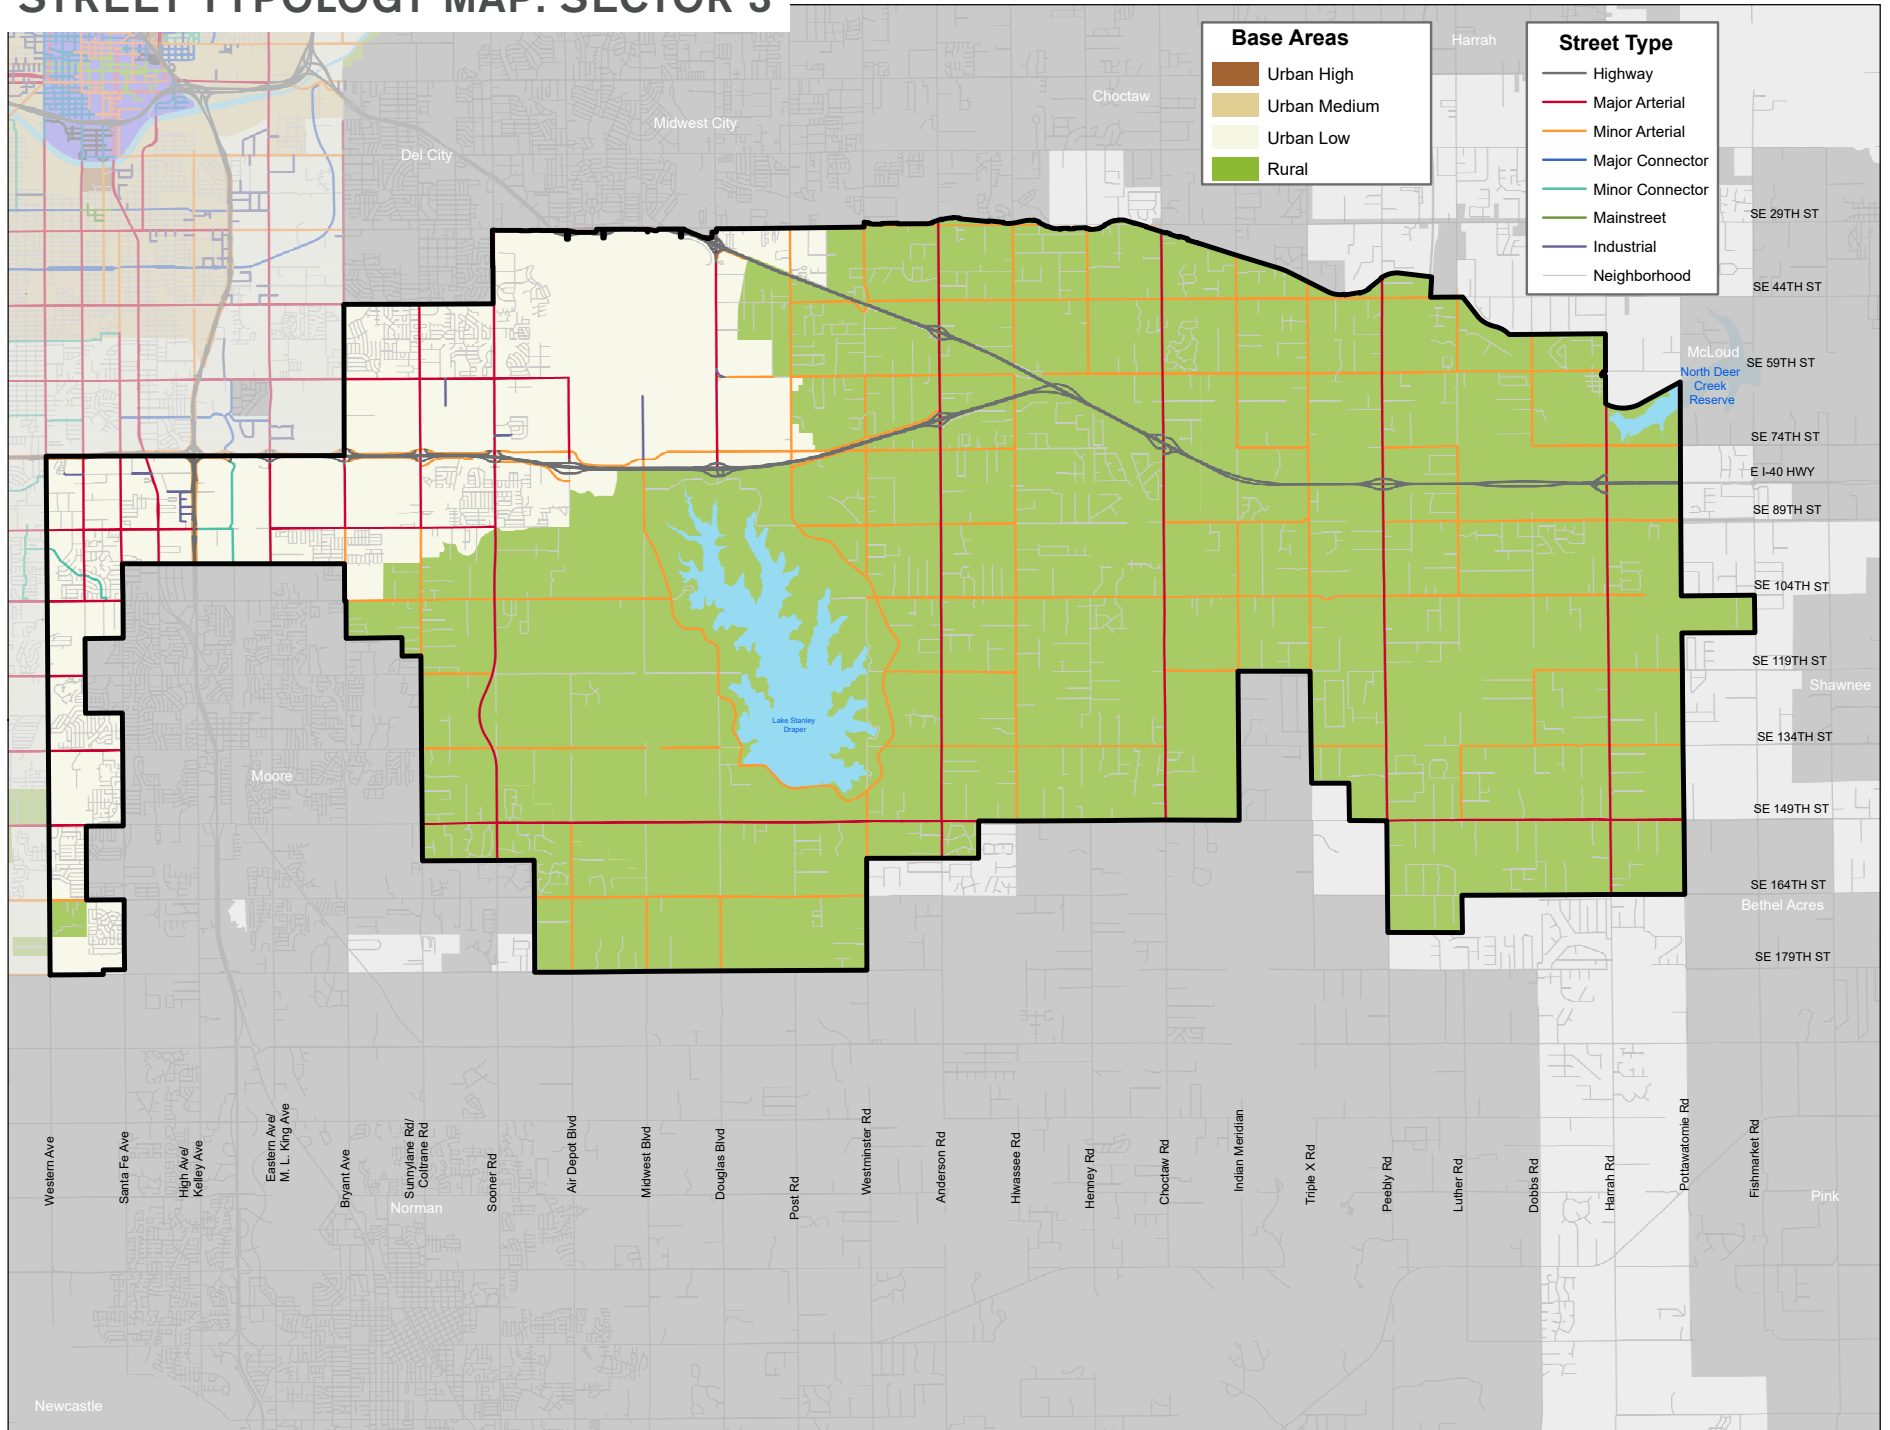 STREET TYPOLOGY MAP: SECTOR 3
Base Areas
Urban High
Urban Medium
Urban Low
Rural
Street Type
Highway
Major Arterial
Minor Arterial
Major Connector
Minor Connector
Mainstreet
Industrial
Neighborhood
Harrah
Choctaw
Midwest City
Del City
SE 29TH ST
SE 44TH ST
McLoud
SE 59TH ST
North Deer
Creek
Reserve
SE 74TH ST
E I-40 HWY
SE 89TH ST
SE 104TH ST
SE 119TH ST
Shawnee
Lake Stanley
Draper
SE 134TH ST
Moore
SE 149TH ST
SE 164TH ST
Bethel Acres
SE 179TH ST
Western Ave
Santa Fe Ave
High Ave/
Kelley Ave
Eastern Ave/
M. L. King Ave
Bryant Ave
Sunnylane Rd/
Coltrane Rd
Sooner Rd
Air Depot Blvd
Midwest Blvd
Douglas Blvd
Post Rd
Westminster Rd
Anderson Rd
Hiwassee Rd
Henney Rd
Choctaw Rd
Indian Meridian
Triple X Rd
Peebly Rd
Luther Rd
Dobbs Rd
Harrah Rd
Pottawatomie Rd
Fishmarket Rd
Norman
Pink
Newcastle